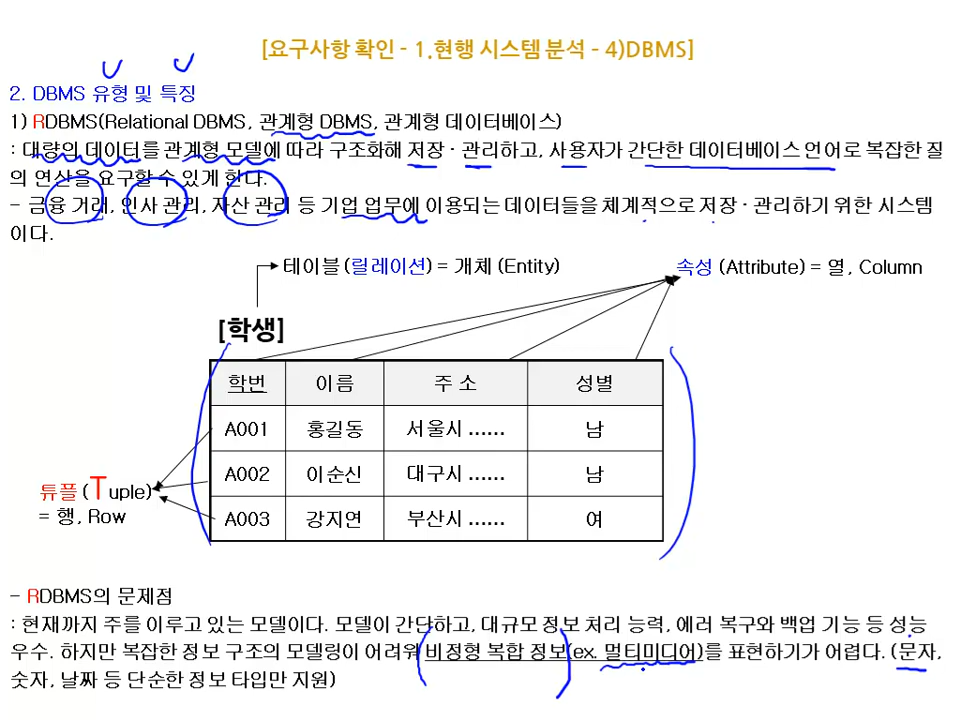 [요구사항 확인 - 1.현행 시스템 분석 - 4)DBMS]
2. DBMS 유형 및 특징
1) RDBMS(Relational DBMS, 관계형 DBMS, 관계형 데이터베이스)
: 대량의 데이터를 관계형 모델에 따라 구조화해 저장·관리하고, 사용자가 간단한 데이터베이스 언어로 복잡한 질
의 연산을 요구할 수 있게 한다.
- 금융 거래, 인사 관리, 자산 관리 등 기업 업무에 이용되는 데이터들을 체계적으로 저장·관리하기 위한 시스템
이다.
테이블 (릴레이션) = 개체 (Entity)
속성 (Attribute) = 열, Column
[학생]
학번 이름 주 소 성별
A001 홍길동 서울시 ...... 남
A002 이순신 대구시 ...... 남
A003 강지연 부산시 ...... 여
튜플 (Tuple)
= 행, Row
- RDBMS의 문제점
: 현재까지 주를 이루고 있는 모델이다. 모델이 간단하고, 대규모 정보 처리 능력, 에러 복구와 백업 기능 등 성능
우수. 하지만 복잡한 정보 구조의 모델링이 어려워 비정형 복합 정보(ex. 멀티미디어)를 표현하기가 어렵다. (문자,
숫자, 날짜 등 단순한 정보 타입만 지원)